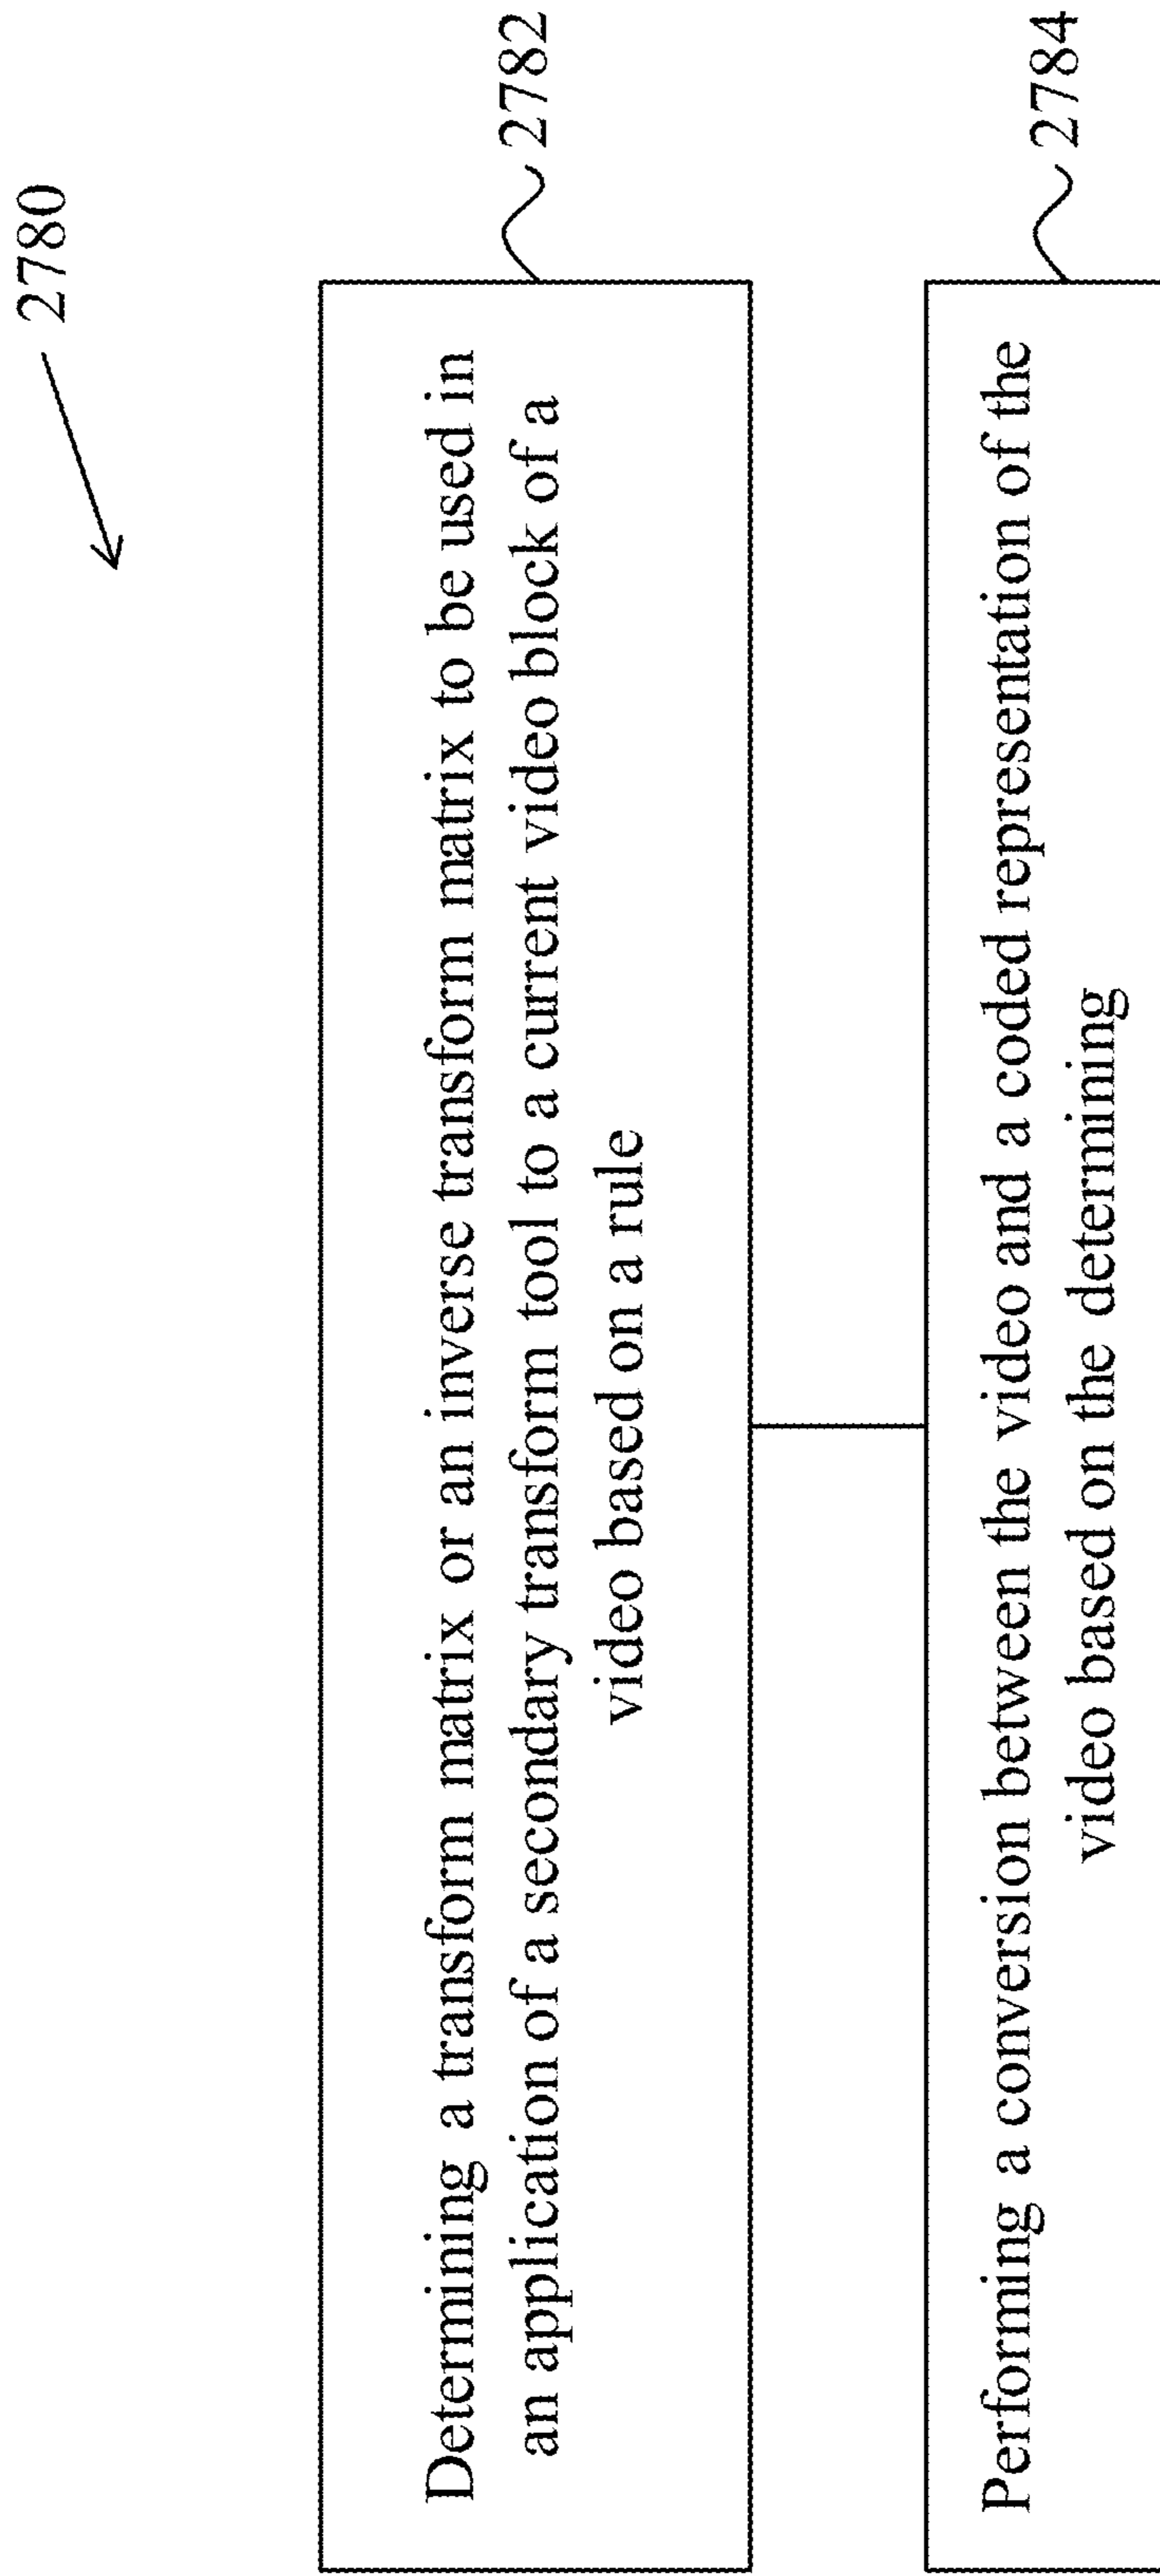 2780
Determining a transform matrix or an inverse transform matrix to be used in
an application of a secondary transform tool to a current video block of a
video based on a rule
2782
Performing a conversion between the video and a coded representation of the
video based on the determining
2784